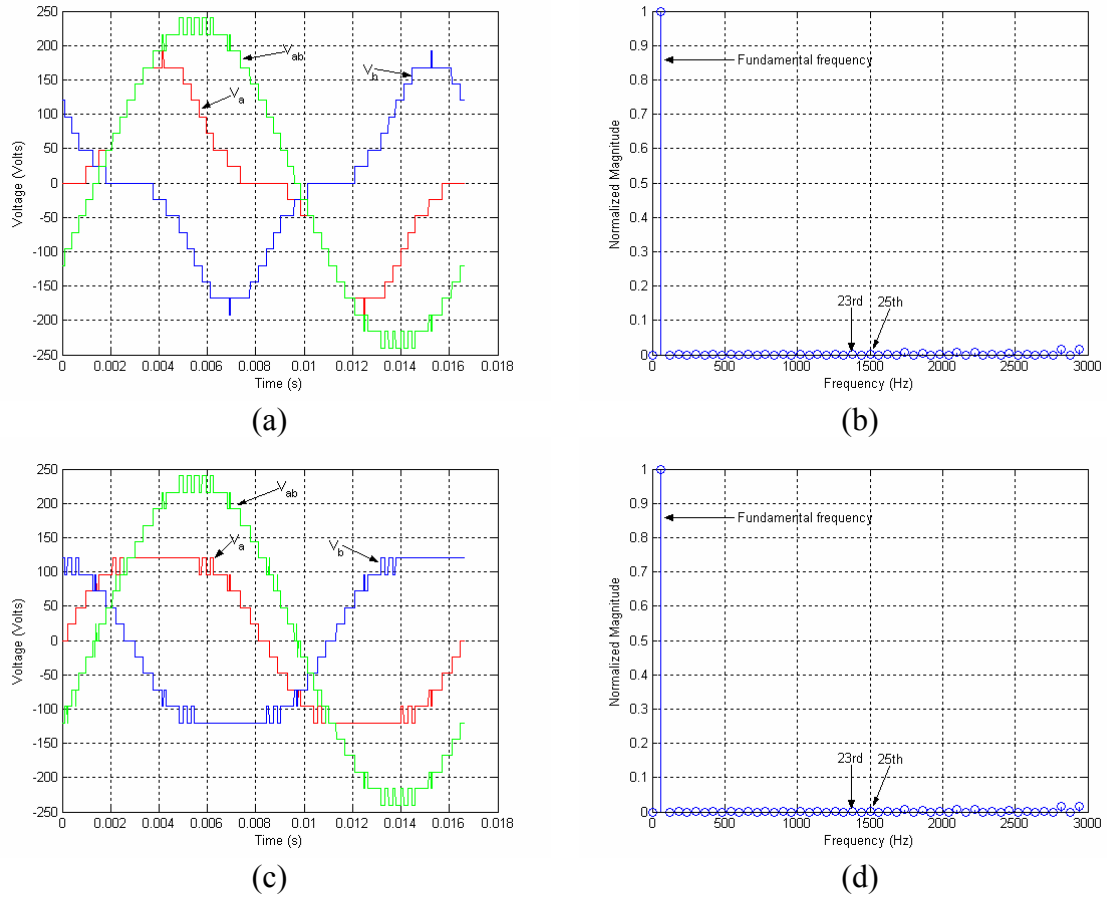 250
200
150
100
50
0
-50
-100
-150
-200
-250
Voltage (Volts)
Vab
Vb
Va
0 0.002 0.004 0.006 0.008 0.01 0.012 0.014 0.016 0.018
Time (s)
(a)
1
0.9
0.8
0.7
0.6
0.5
0.4
0.3
0.2
0.1
0
Normalized Magnitude
Fundamental frequency
23rd 25th
0 500 1000 1500 2000 2500 3000
Frequency (Hz)
(b)
250
200
150
100
50
0
-50
-100
-150
-200
-250
Voltage (Volts)
Vab
Va
Vb
0 0.002 0.004 0.006 0.008 0.01 0.012 0.014 0.016 0.018
Time (s)
(c)
1
0.9
0.8
0.7
0.6
0.5
0.4
0.3
0.2
0.1
0
Normalized Magnitude
Fundamental frequency
23rd 25th
0 500 1000 1500 2000 2500 3000
Frequency (Hz)
(d)